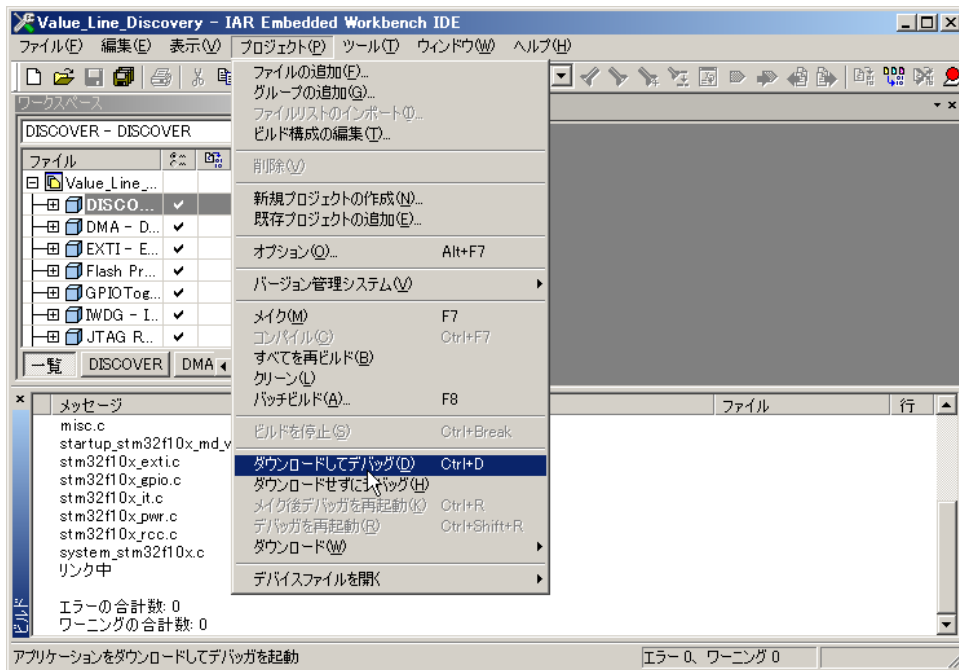 Value_Line_Discovery - IAR Embedded Workbench IDE
ファイル(F) 編集(E) 表示(V) プロジェクト(P) ツール(T) ウィンドウ(W) ヘルプ(H)
ワークスペース
DISCOVER - DISCOVER
ファイル
Value_Line_...
DISCO...
DMA - D...
EXTI - E...
Flash Pr...
GPIOTog...
IWDG - I...
JTAG R...
一覧 DISCOVER DMA
ファイルの追加(F)...
グループの追加(G)...
ファイルリストのインポート(I)...
ビルド構成の編集(T)...
削除(V)
新規プロジェクトの作成(N)...
既存プロジェクトの追加(E)...
オプション(O)... Alt+F7
バージョン管理システム(V)
メイク(M) F7
コンパイル(C) Ctrl+F7
すべてを再ビルド(B)
クリーン(L)
バッチビルド(A)... F8
ビルドを停止(S) Ctrl+Break
ダウンロードしてデバッグ(D) Ctrl+D
ダウンロードせずにデバッグ(H)
メイク後デバッガを再起動(K) Ctrl+R
デバッガを再起動(R) Ctrl+Shift+R
ダウンロード(W)
デバイスファイルを開く
メッセージ ファイル 行
misc.c
startup_stm32f10x_md_v
stm32f10x_exti.c
stm32f10x_gpio.c
stm32f10x_it.c
stm32f10x_pwr.c
stm32f10x_rcc.c
system_stm32f10x.c
リンク中
エラーの合計数: 0
ワーニングの合計数: 0
ビルド
アプリケーションをダウンロードしてデバッガを起動 エラー 0、ワーニング 0